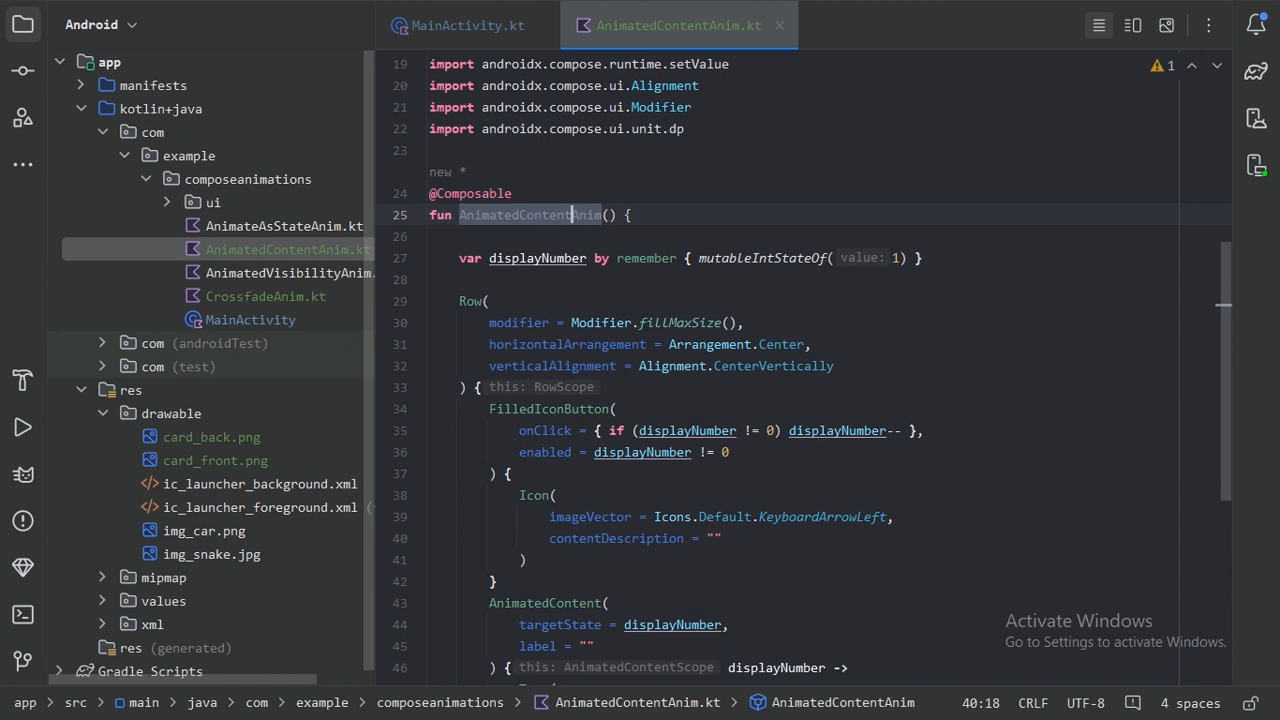 Android
MainActivity.kt
AnimatedContentAnim.kt
app
manifests
kotlin+java
com
example
composeanimations
ui
AnimateAsStateAnim.kt
AnimatedContentAnim.kt
AnimatedVisibilityAnim.
CrossfadeAnim.kt
MainActivity
com (androidTest)
com (test)
res
drawable
card_back.png
card_front.png
ic_launcher_background.xml
ic_launcher_foreground.xml (
img_car.png
img_snake.jpg
mipmap
values
xml
res (generated)
Gradle Scripts
1
19 import androidx.compose.runtime.setValue
20 import androidx.compose.ui.Alignment
21 import androidx.compose.ui.Modifier
22 import androidx.compose.ui.unit.dp
23
new *
24 @Composable
25 fun AnimatedContentAnim() {
26
27 var displayNumber by remember { mutableIntStateOf( value: 1) }
28
29 Row(
30 modifier = Modifier.fillMaxSize(),
31 horizontalArrangement = Arrangement.Center,
32 verticalAlignment = Alignment.CenterVertically
33 ) { this: RowScope
34 FilledIconButton(
35 onClick = { if (displayNumber != 0) displayNumber-- },
36 enabled = displayNumber != 0
37 ) {
38 Icon(
39 imageVector = Icons.Default.KeyboardArrowLeft,
40 contentDescription = ""
41 )
42 }
43 AnimatedContent(
44 targetState = displayNumber,
45 label = ""
46 ) { this: AnimatedContentScope displayNumber ->
Activate Windows
Go to Settings to activate Windows.
app > src > main > java > com > example > composeanimations > AnimatedContentAnim.kt > AnimatedContentAnim
40:18 CRLF UTF-8 4 spaces